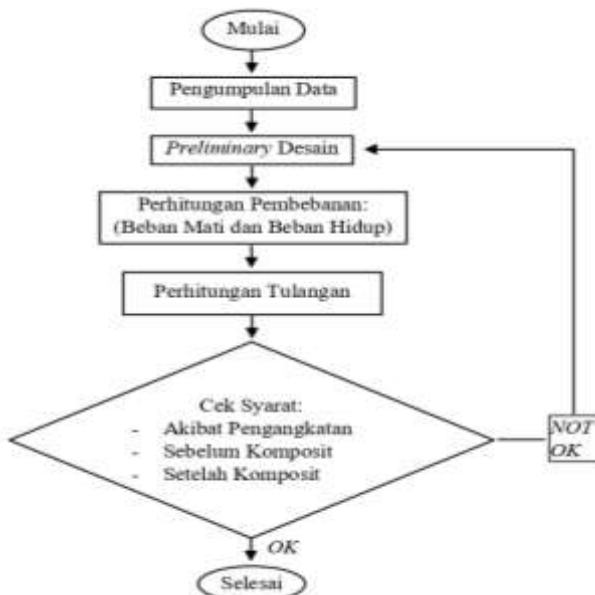 Mulai
Pengumpulan Data
Preliminary Desain
Perhitungan Pembebanan:
(Beban Mati dan Beban Hidup)
Perhitungan Tulangan
Cek Syarat:
- Akibat Pengangkatan
- Sebelum Komposit
- Setelah Komposit
NOT
OK
OK
Selesai